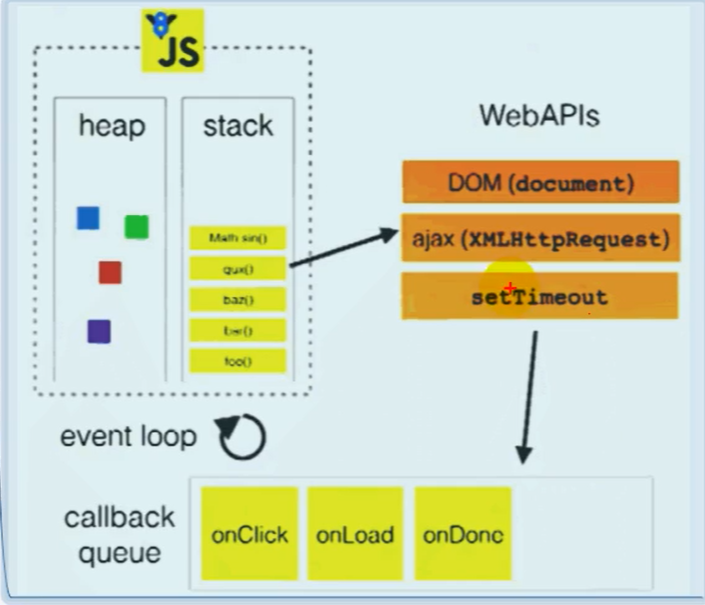 JS
heap
stack
WebAPIs
DOM (document)
ajax (XMLHttpRequest)
setTimeout
Math.sin()
qux()
baz()
bar()
foo()
event loop
callback
queue
onClick
onLoad
onDone